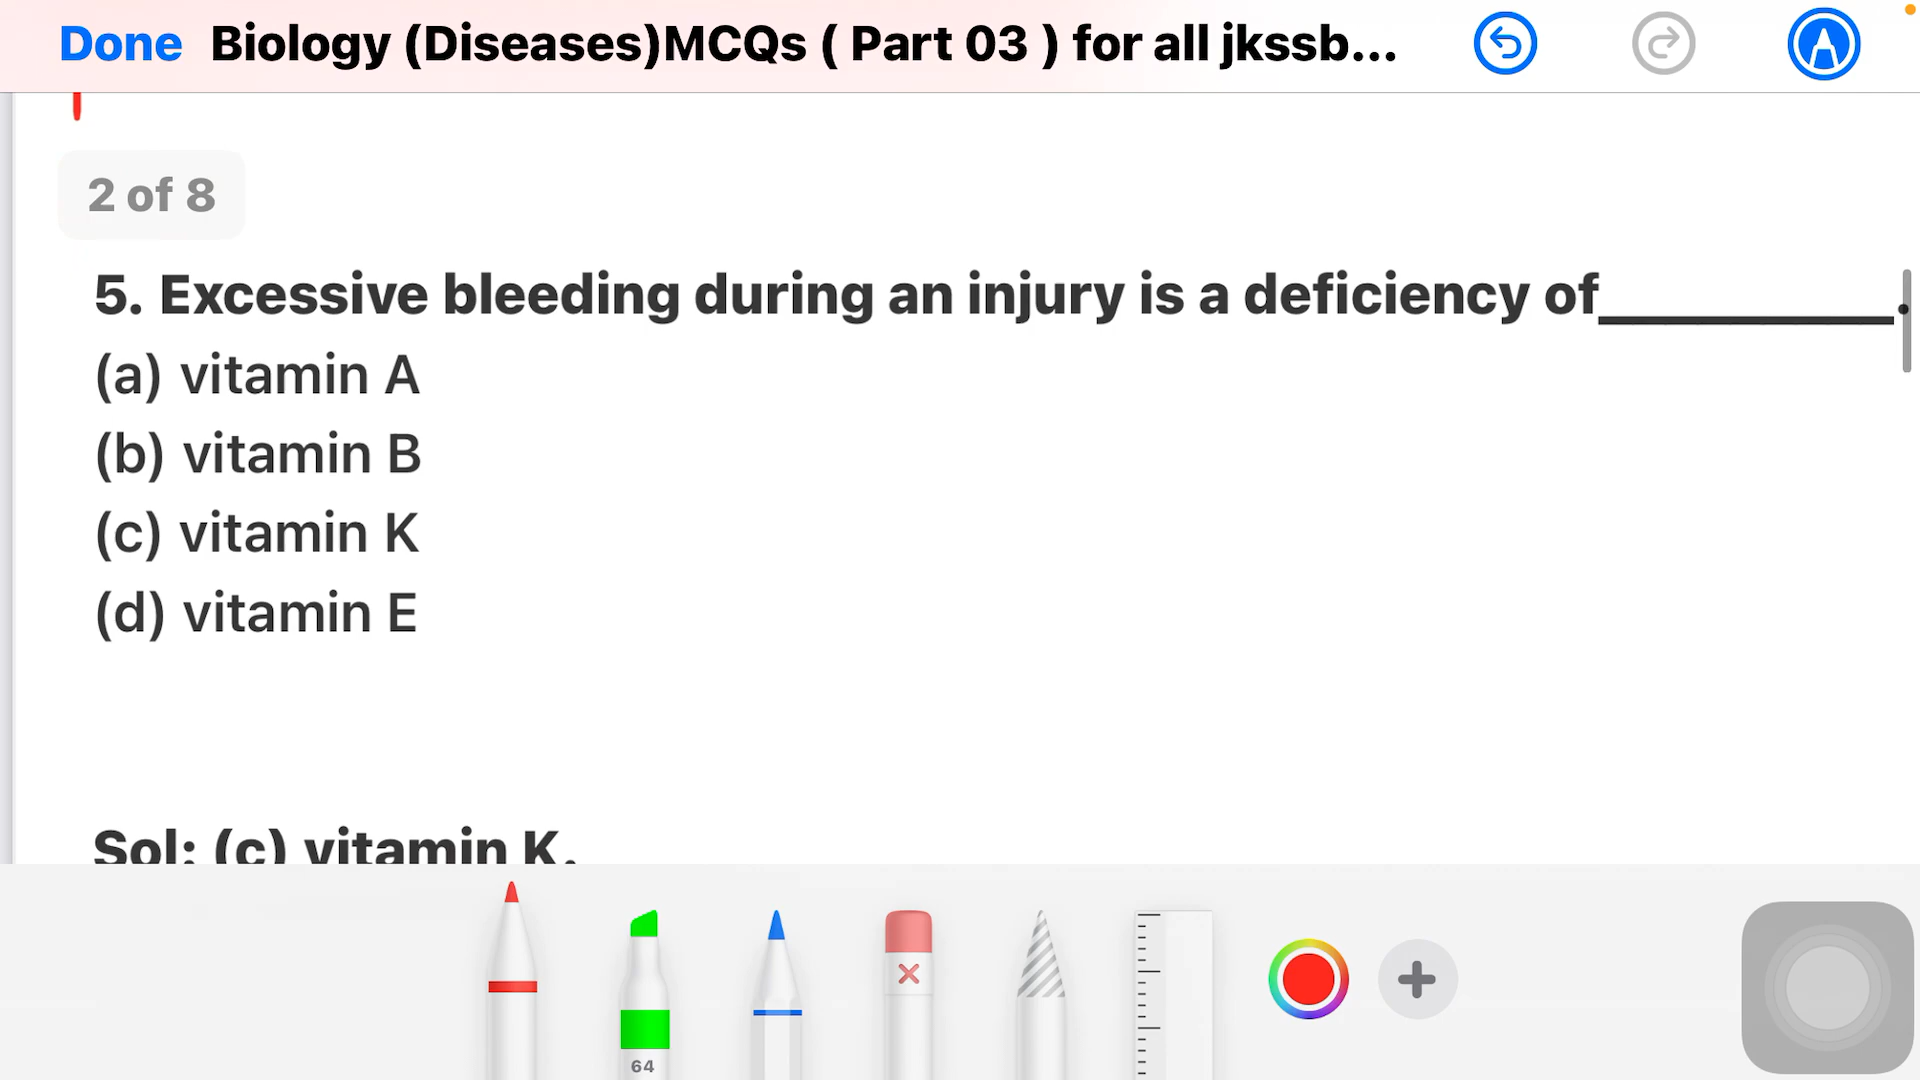 Done Biology (Diseases)MCQs ( Part 03 ) for all jkssb...
2 of 8
5. Excessive bleeding during an injury is a deficiency of__________.
(a) vitamin A
(b) vitamin B
(c) vitamin K
(d) vitamin E
Sol: (c) vitamin K.
64